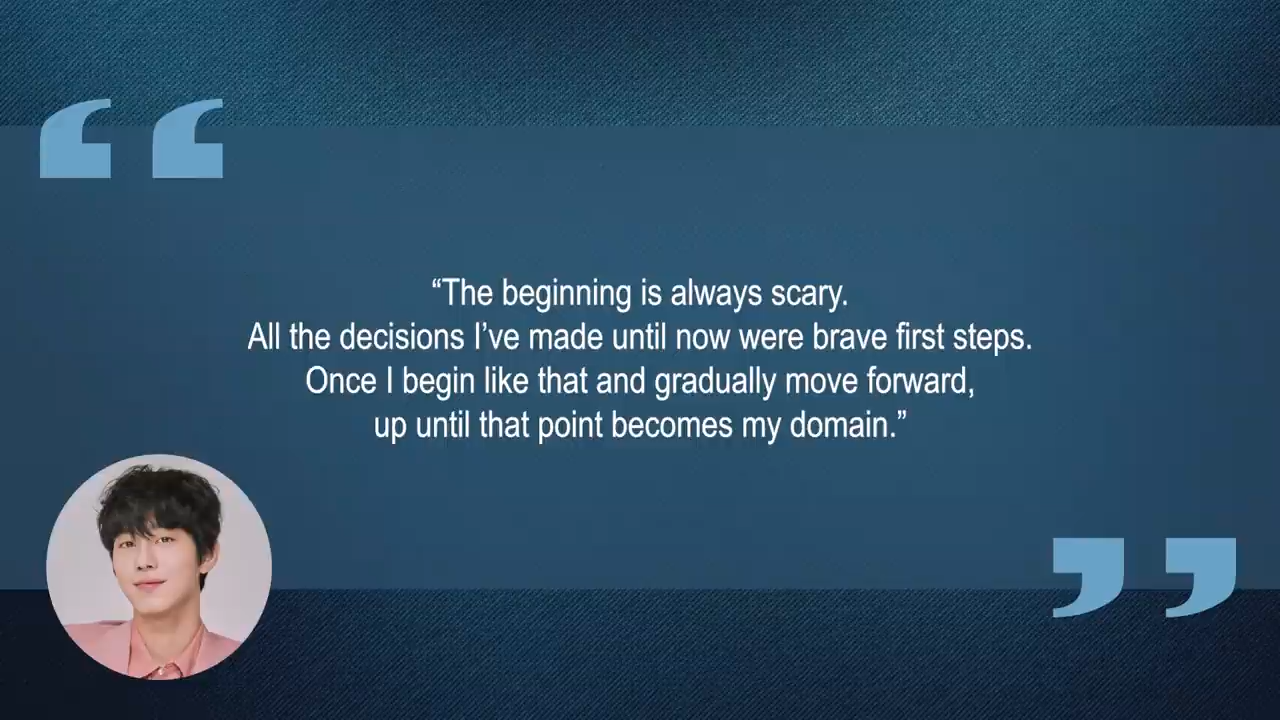 “The beginning is always scary.
All the decisions I’ve made until now were brave first steps.
Once I begin like that and gradually move forward,
up until that point becomes my domain.”